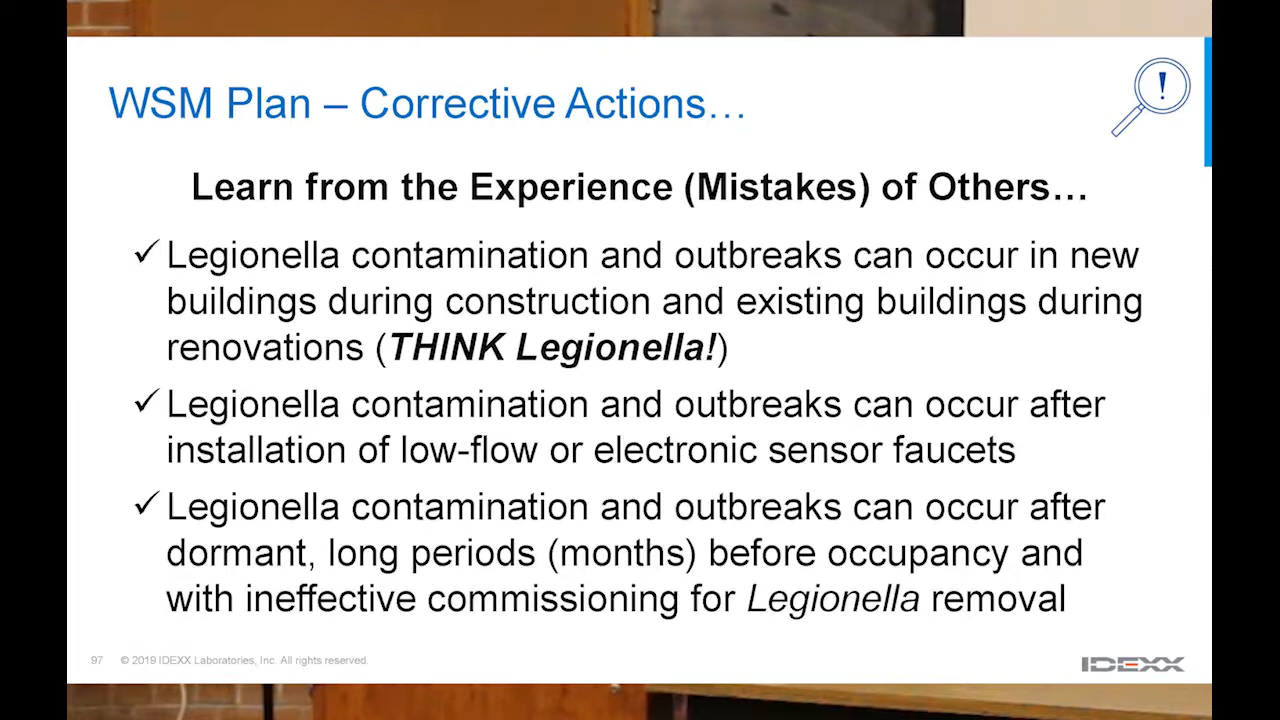 WSM Plan – Corrective Actions…
!
Learn from the Experience (Mistakes) of Others…
✓ Legionella contamination and outbreaks can occur in new
buildings during construction and existing buildings during
renovations (THINK Legionella!)
✓ Legionella contamination and outbreaks can occur after
installation of low-flow or electronic sensor faucets
✓ Legionella contamination and outbreaks can occur after
dormant, long periods (months) before occupancy and
with ineffective commissioning for Legionella removal
97 © 2019 IDEXX Laboratories, Inc. All rights reserved.
IDEXX